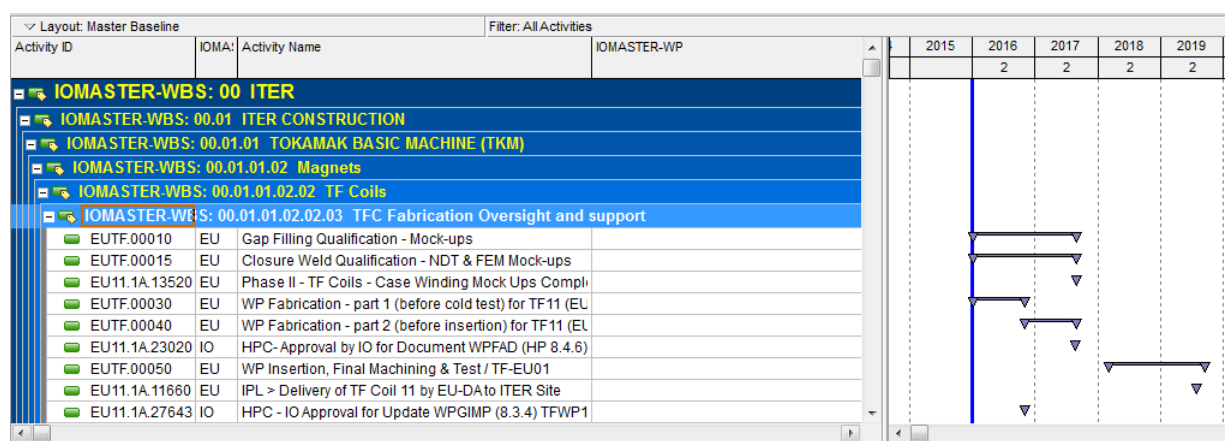 Layout: Master Baseline Filter: All Activities
Activity ID IOMA: Activity Name IOMASTER-WP 2015 2016 2017 2018 2019
2 2 2 2
IOMASTER-WBS: 00 ITER
IOMASTER-WBS: 00.01 ITER CONSTRUCTION
IOMASTER-WBS: 00.01.01 TOKAMAK BASIC MACHINE (TKM)
IOMASTER-WBS: 00.01.01.02 Magnets
IOMASTER-WBS: 00.01.01.02.02 TF Coils
IOMASTER-WBS: 00.01.01.02.02.03 TFC Fabrication Oversight and support
EUTF.00010 EU Gap Filling Qualification - Mock-ups
EUTF.00015 EU Closure Weld Qualification - NDT & FEM Mock-ups
EU11.1A.13520 EU Phase II - TF Coils - Case Winding Mock Ups Comple
EUTF.00030 EU WP Fabrication - part 1 (before cold test) for TF11 (EU
EUTF.00040 EU WP Fabrication - part 2 (before insertion) for TF11 (EU
EU11.1A.23020 IO HPC- Approval by IO for Document WPFAD (HP 8.4.6)
EUTF.00050 EU WP Insertion, Final Machining & Test / TF-EU01
EU11.1A.11660 EU IPL > Delivery of TF Coil 11 by EU-DA to ITER Site
EU11.1A.27643 IO HPC - IO Approval for Update WPGIMP (8.3.4) TFWP1